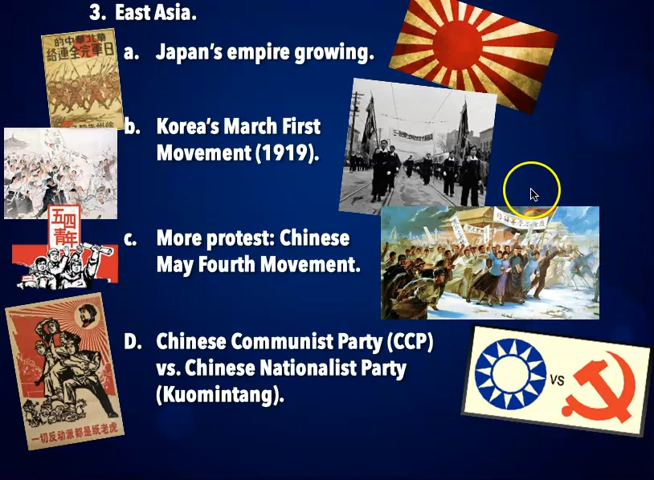 3. East Asia.
a. Japan's empire growing.
b. Korea's March First
Movement (1919).
c. More protest: Chinese
May Fourth Movement.
D. Chinese Communist Party (CCP)
vs. Chinese Nationalist Party
(Kuomintang).
五四
青年
一切反动派都是纸老虎
VS